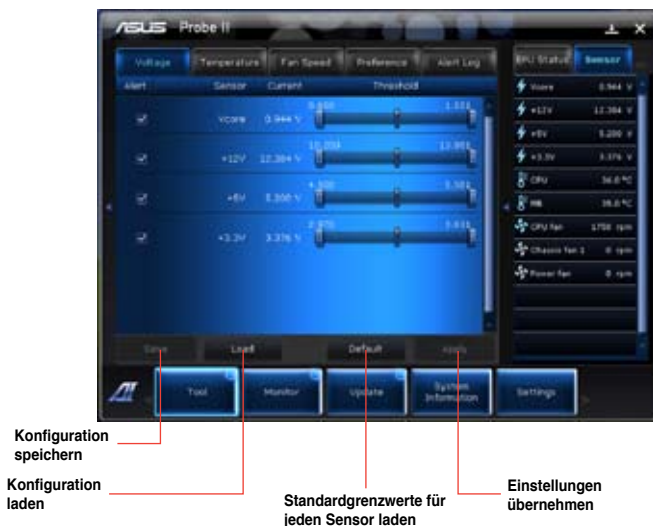 ASUS Probe II
Voltage Temperature Fan Speed Preference Alert Log
Alert Sensor Current Threshold
Vcore 0.944 V
+12V 12.384 V
+5V 5.200 V
+3.3V 3.376 V
CPU Status Sensor
Vcore 0.944 V
+12V 12.384 V
+5V 5.200 V
+3.3V 3.376 V
CPU 36.0 °C
MB 39.0 °C
CPU fan 1758 rpm
Chassis fan 1 0 rpm
Power fan 0 rpm
Save Load Default Apply
Tool Monitor Update System Information Settings
Konfiguration speichern
Konfiguration laden
Standardgrenzwerte für jeden Sensor laden
Einstellungen übernehmen